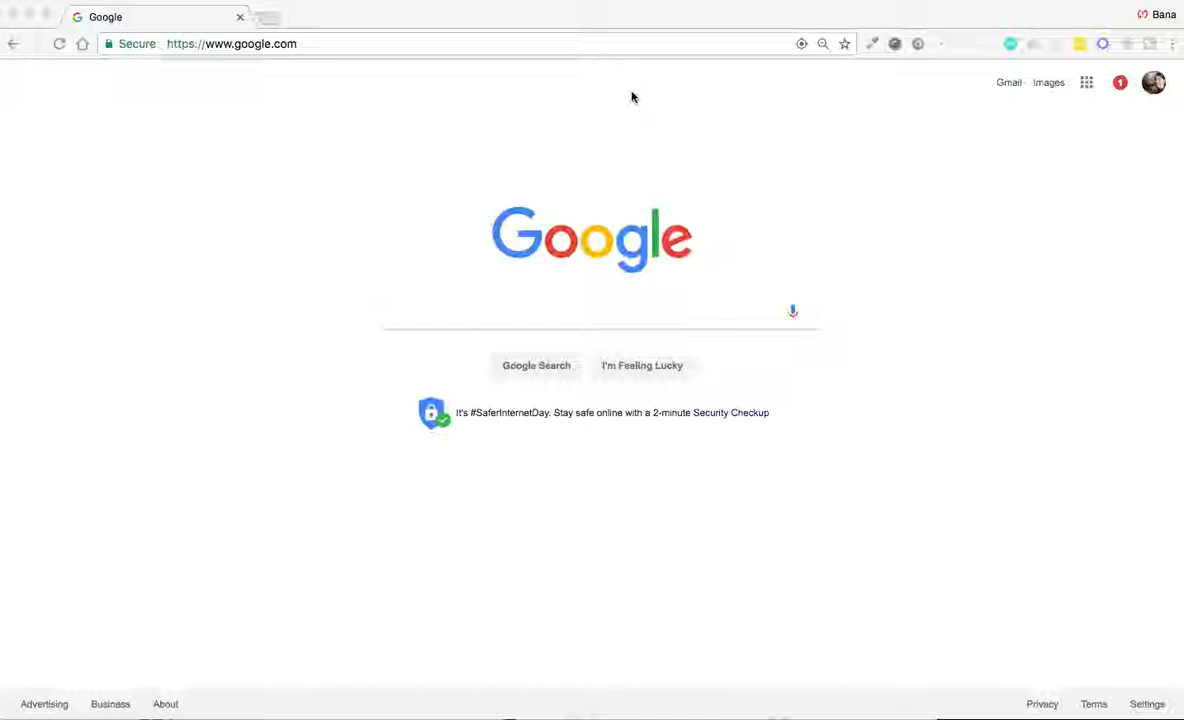 Google
Bana
Secure https://www.google.com
Gmail Images 1
Google
Google Search I'm Feeling Lucky
It's #SaferInternetDay. Stay safe online with a 2-minute Security Checkup
Advertising Business About Privacy Terms Settings